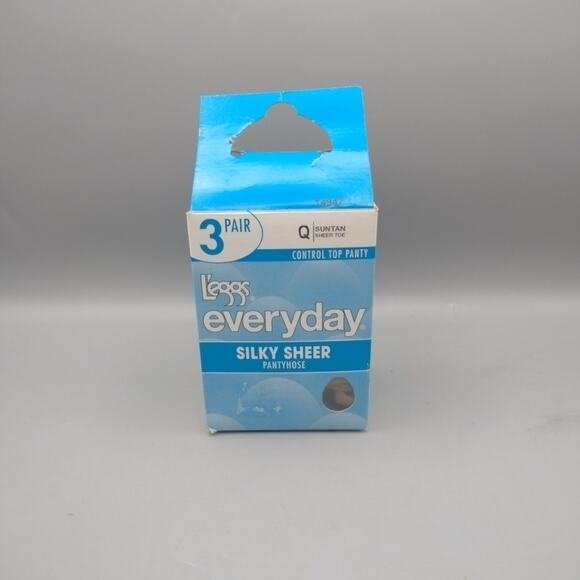 3 PAIR
Q SUNTAN
SHEER TOE
CONTROL TOP PANTY
L'eggs®
everyday®
SILKY SHEER
PANTYHOSE